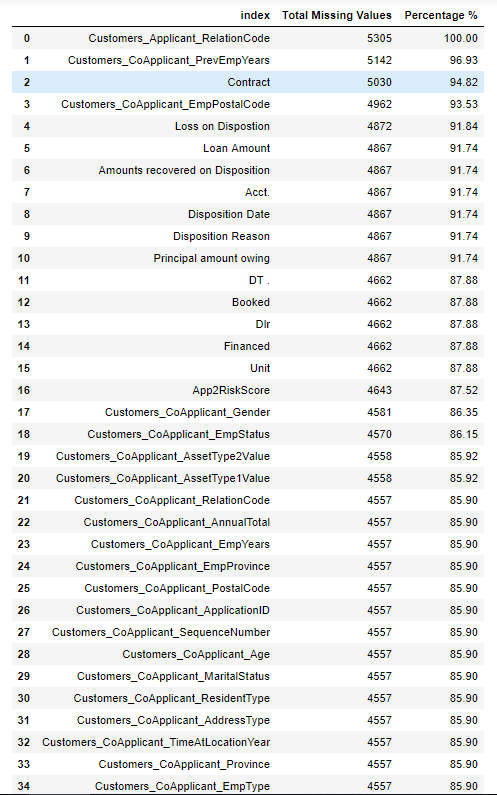 index Total Missing Values Percentage %
0 Customers_Applicant_RelationCode 5305 100.00
1 Customers_CoApplicant_PrevEmpYears 5142 96.93
2 Contract 5030 94.82
3 Customers_CoApplicant_EmpPostalCode 4962 93.53
4 Loss on Dispostion 4872 91.84
5 Loan Amount 4867 91.74
6 Amounts recovered on Disposition 4867 91.74
7 Acct. 4867 91.74
8 Disposition Date 4867 91.74
9 Disposition Reason 4867 91.74
10 Principal amount owing 4867 91.74
11 DT . 4662 87.88
12 Booked 4662 87.88
13 Dlr 4662 87.88
14 Financed 4662 87.88
15 Unit 4662 87.88
16 App2RiskScore 4643 87.52
17 Customers_CoApplicant_Gender 4581 86.35
18 Customers_CoApplicant_EmpStatus 4570 86.15
19 Customers_CoApplicant_AssetType2Value 4558 85.92
20 Customers_CoApplicant_AssetType1Value 4558 85.92
21 Customers_CoApplicant_RelationCode 4557 85.90
22 Customers_CoApplicant_AnnualTotal 4557 85.90
23 Customers_CoApplicant_EmpYears 4557 85.90
24 Customers_CoApplicant_EmpProvince 4557 85.90
25 Customers_CoApplicant_PostalCode 4557 85.90
26 Customers_CoApplicant_ApplicationID 4557 85.90
27 Customers_CoApplicant_SequenceNumber 4557 85.90
28 Customers_CoApplicant_Age 4557 85.90
29 Customers_CoApplicant_MaritalStatus 4557 85.90
30 Customers_CoApplicant_ResidentType 4557 85.90
31 Customers_CoApplicant_AddressType 4557 85.90
32 Customers_CoApplicant_TimeAtLocationYear 4557 85.90
33 Customers_CoApplicant_Province 4557 85.90
34 Customers_CoApplicant_EmpType 4557 85.90